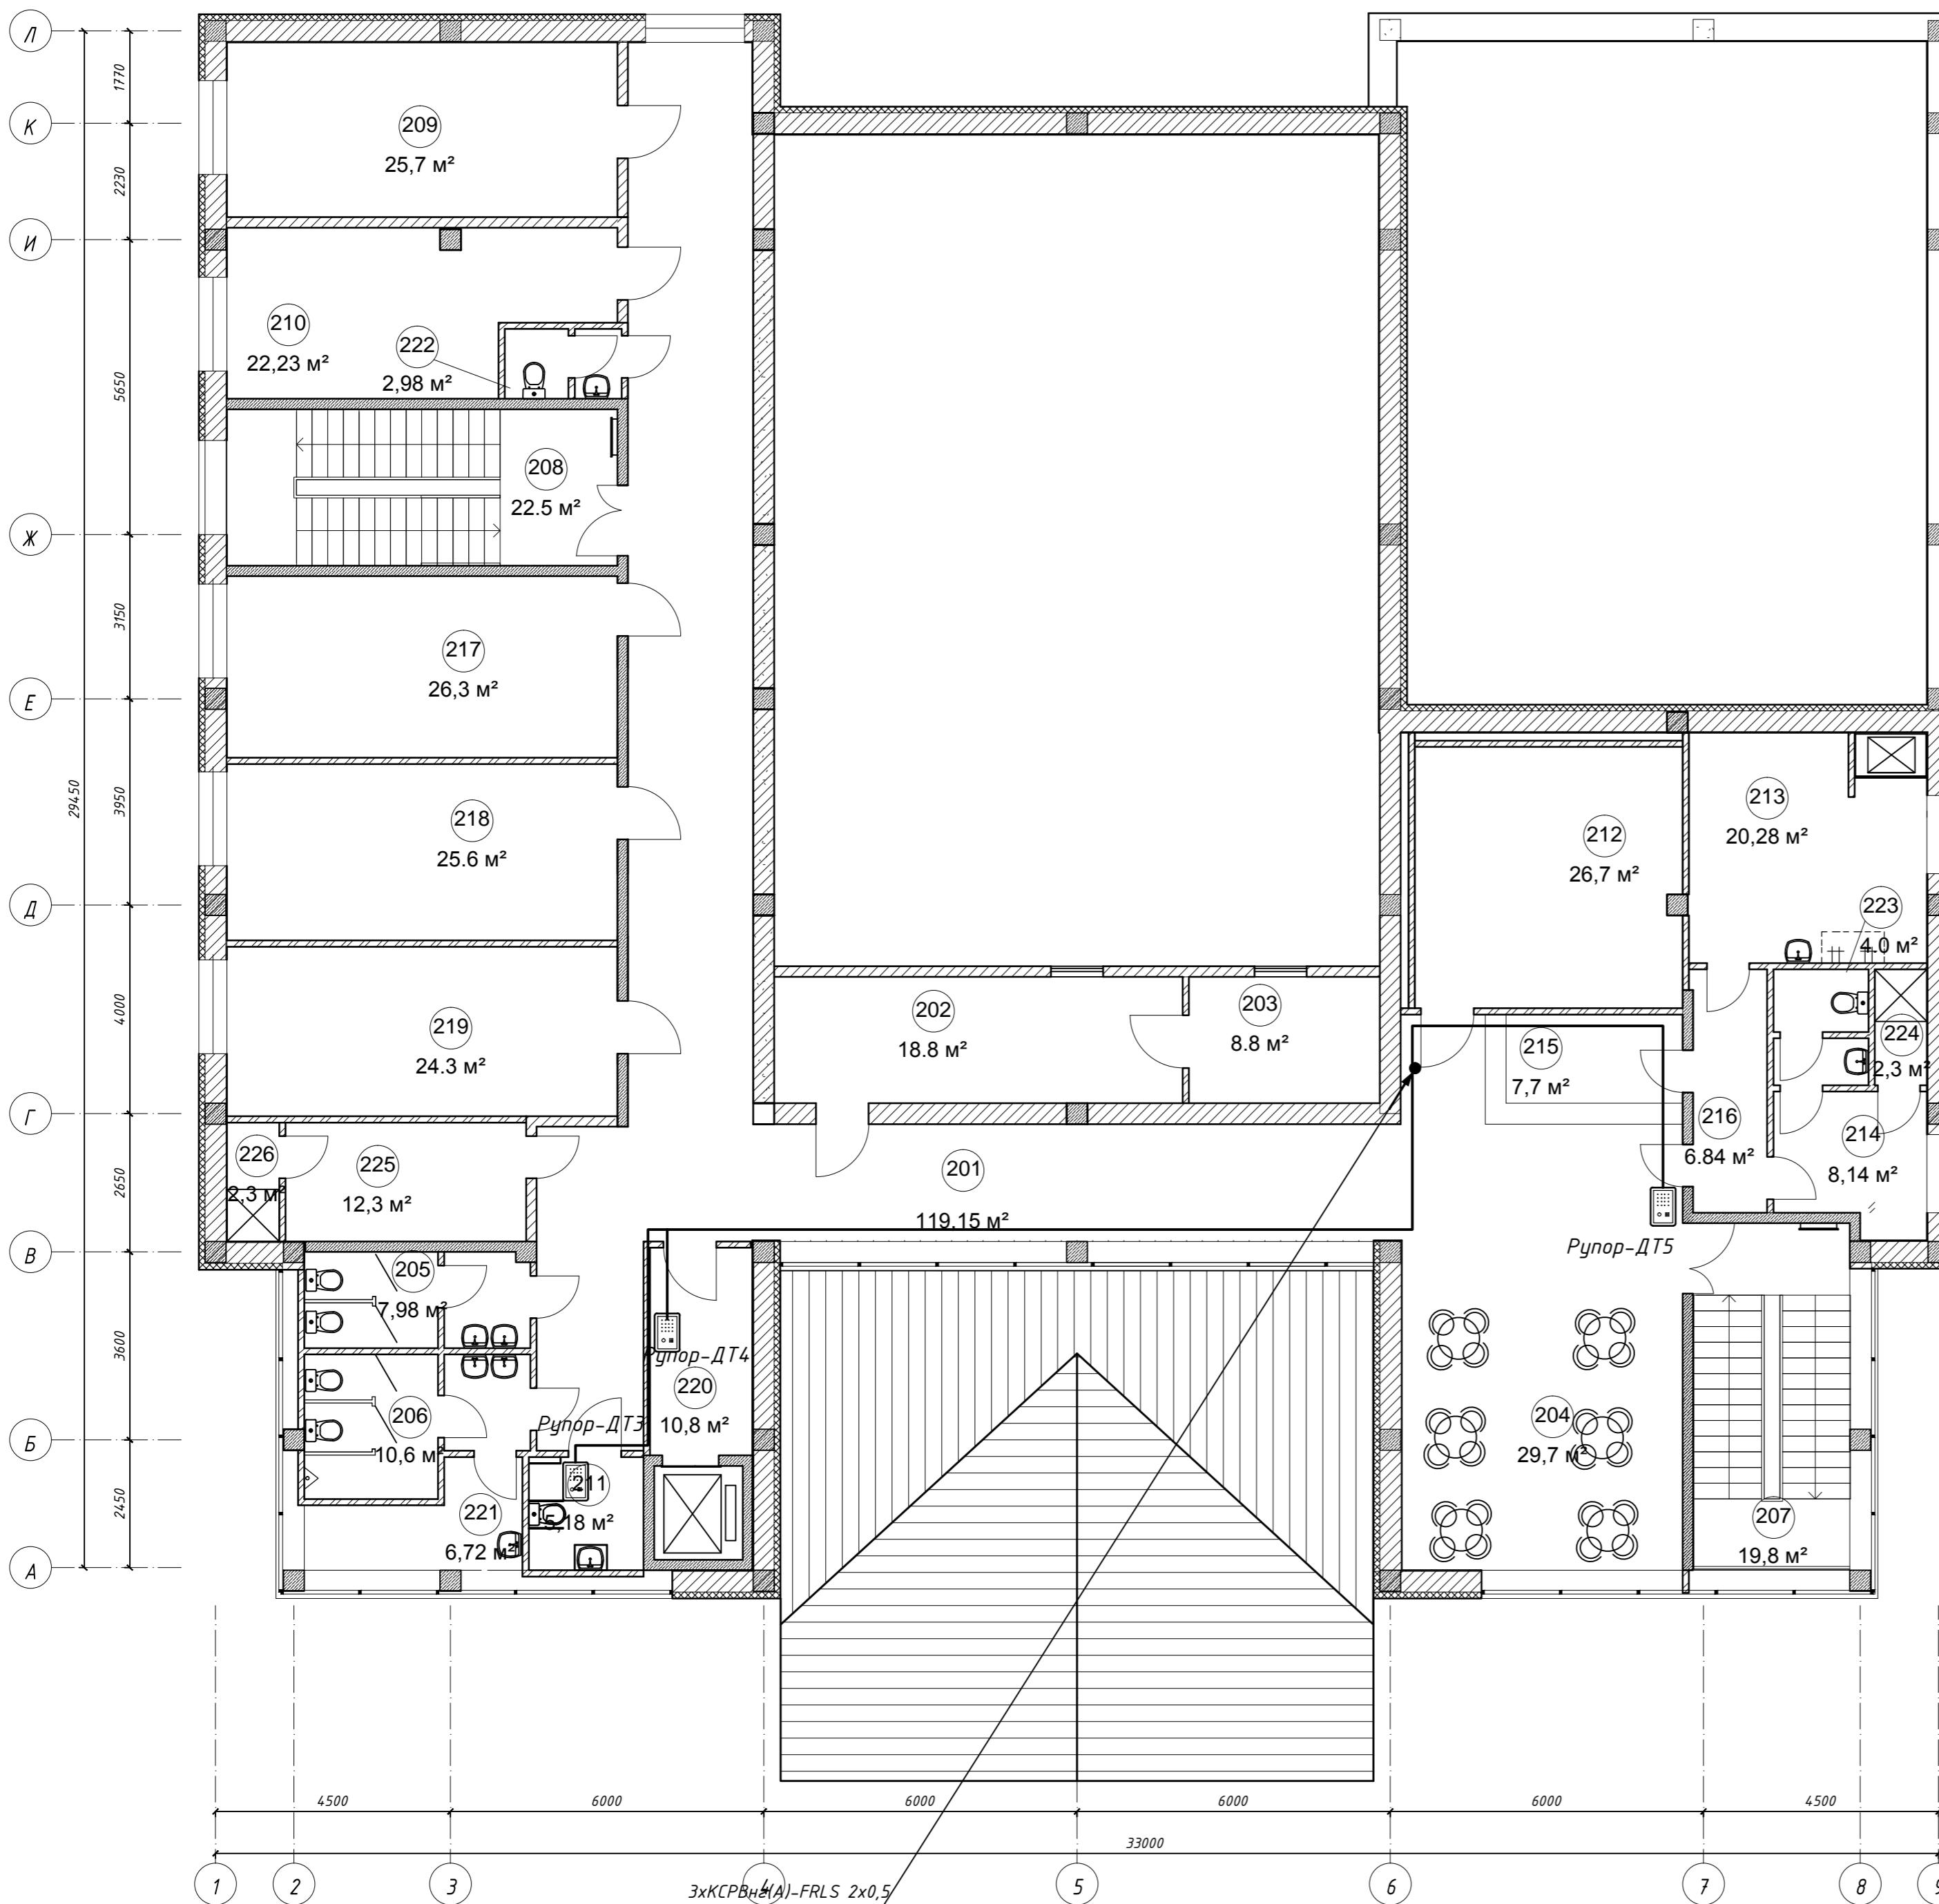 Л
К
И
Ж
Е
Д
Г
В
Б
А
1770
2230
5650
3150
3950
4000
2650
3600
2450
29450
209
25,7 м²
210
22,23 м²
222
2,98 м²
208
22.5 м²
217
26,3 м²
218
25.6 м²
219
24.3 м²
226
2,3 м²
225
12,3 м²
205
7,98 м²
206
10,6 м²
221
6,72 м²
Рупор-ДТ3
211
5,18 м²
Рупор-ДТ4
220
10,8 м²
202
18.8 м²
203
8.8 м²
201
119,15 м²
212
26,7 м²
213
20,28 м²
223
4,0 м²
224
2,3 м²
215
7,7 м²
216
6.84 м²
214
8,14 м²
Рупор-ДТ5
204
29,7 м²
207
19,8 м²
4500
6000
6000
6000
6000
4500
33000
1
2
3
4
5
6
7
8
9
3хКСРВнг(А)-FRLS 2х0,5